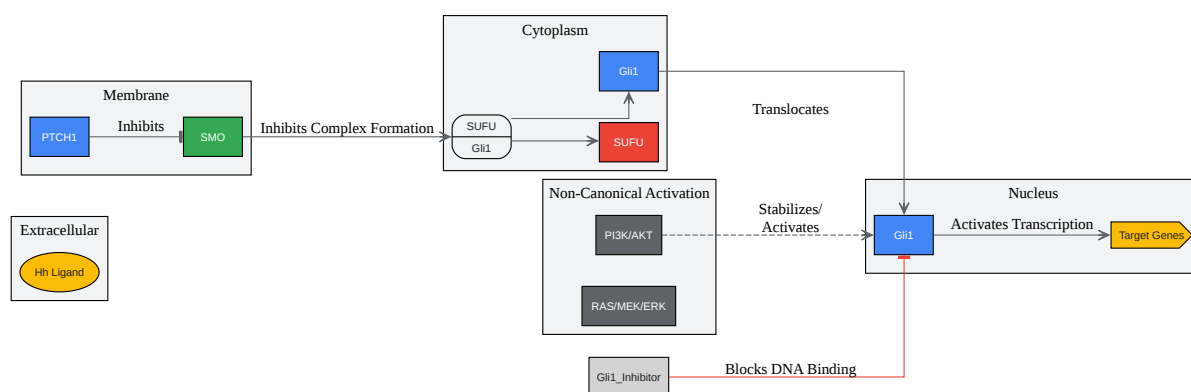 Cytoplasm
Gli1
Membrane
Translocates
PTCH1
Inhibits
SMO
Inhibits Complex Formation
SUFU
Gli1
SUFU
Non-Canonical Activation
Nucleus
Extracellular
Hh Ligand
PI3K/AKT
Stabilizes/
Activates
Gli1
Activates Transcription
Target Genes
RAS/MEK/ERK
Gli1_Inhibitor
Blocks DNA Binding